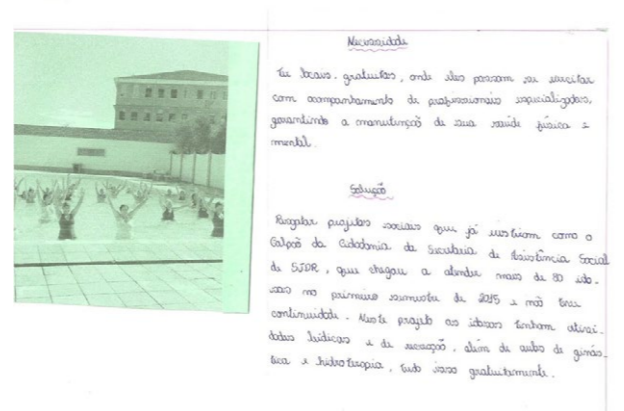 Necessidade
Ter locais gratuitos, onde eles possam se exercitar
com acompanhamento de profissionais especializados,
garantindo a manutenção de sua saúde física e
mental.
Solução
Resgatar projetos sociais que já existiam como o
Galpão da Cidadania da Secretaria de Assistência Social
de SJDR, que chegou a atender mais de 80 ido-
sos no primeiro semestre de 2015 e não teve
continuidade. Neste projeto os idosos tinham ativi-
dades lúdicas e de recreação, além de aulas de ginás-
tica e hidroterapia, tudo isso gratuitamente.